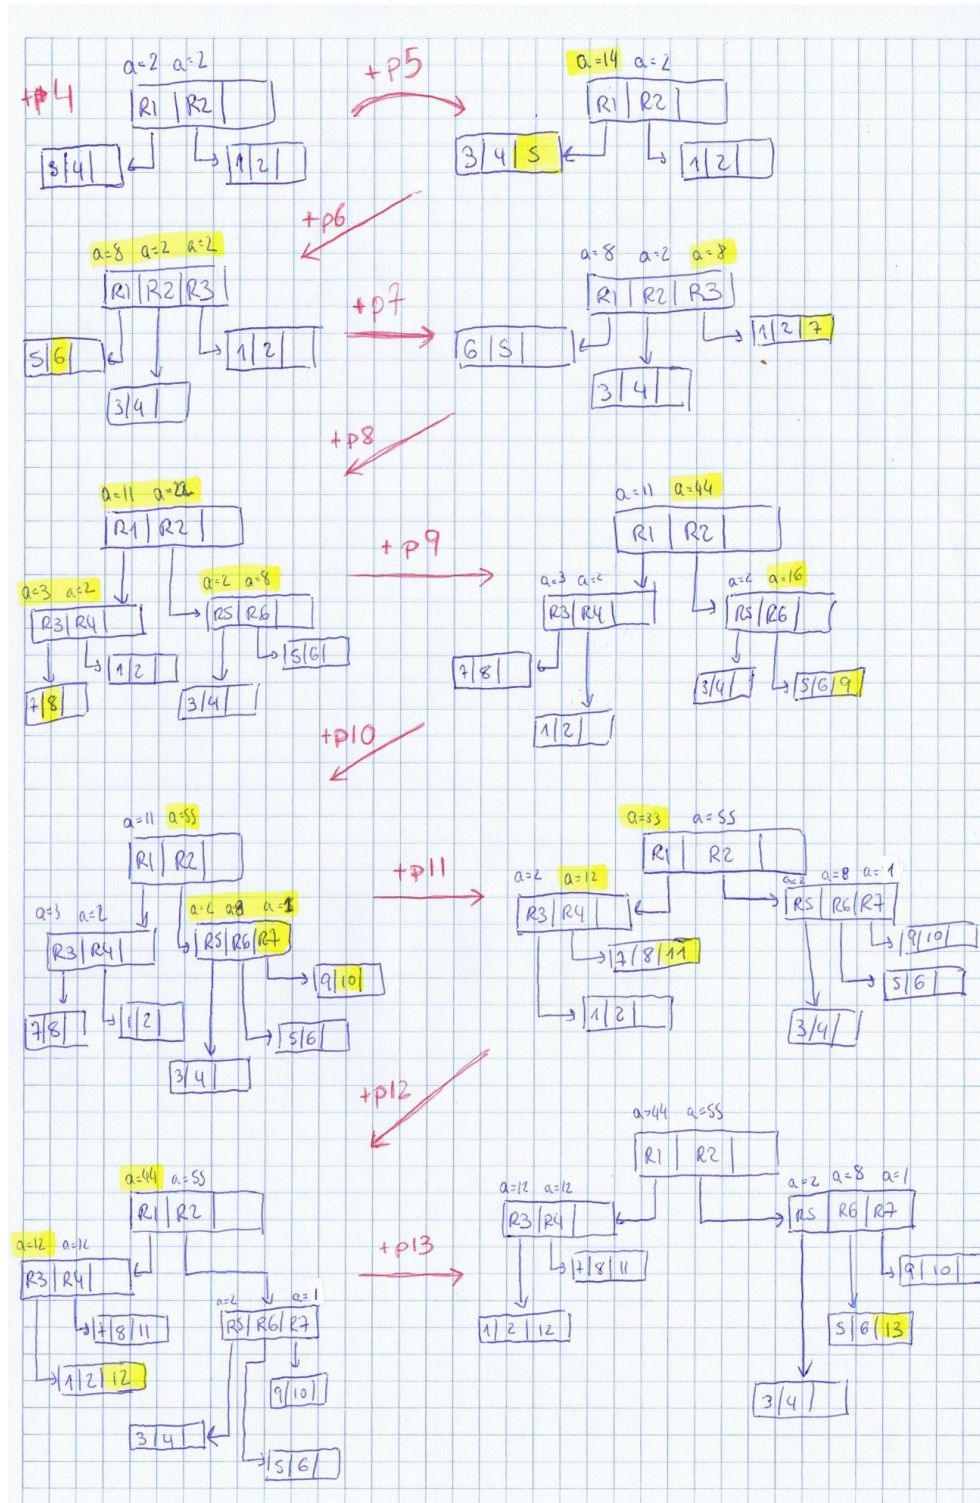 +p4
a=2 a=2
R1 R2
3 4
1 2
+p5
a=14 a=2
R1 R2
3 4 5
1 2
+p6
a=8 a=2 a=2
R1 R2 R3
5 6
3 4
1 2
+p7
a=8 a=2 a=8
R1 R2 R3
6 5
3 4
1 2 7
+p8
a=11 a=22
R1 R2
a=3 a=2
R3 R4
a=2 a=8
R5 R6
7 8
1 2
3 4
5 6
+p9
a=11 a=44
R1 R2
a=3 a=2
R3 R4
a=2 a=16
R5 R6
7 8
1 2
3 4
5 6 9
+p10
a=11 a=55
R1 R2
a=3 a=2
R3 R4
a=2 a=8 a=1
R5 R6 R7
7 8
1 2
3 4
5 6
9 10
+p11
a=33 a=55
R1 R2
a=2 a=12
R3 R4
a=2 a=8 a=1
R5 R6 R7
7 8 11
1 2
3 4
5 6
9 10
+p12
a=44 a=55
R1 R2
a=12 a=12
R3 R4
a=2 a=1
R5 R6 R7
7 8 11
1 2 12
3 4
5 6
9 10
+p13
a=44 a=55
R1 R2
a=12 a=12
R3 R4
a=2 a=8 a=1
R5 R6 R7
7 8 11
1 2 12
3 4
5 6 13
9 10